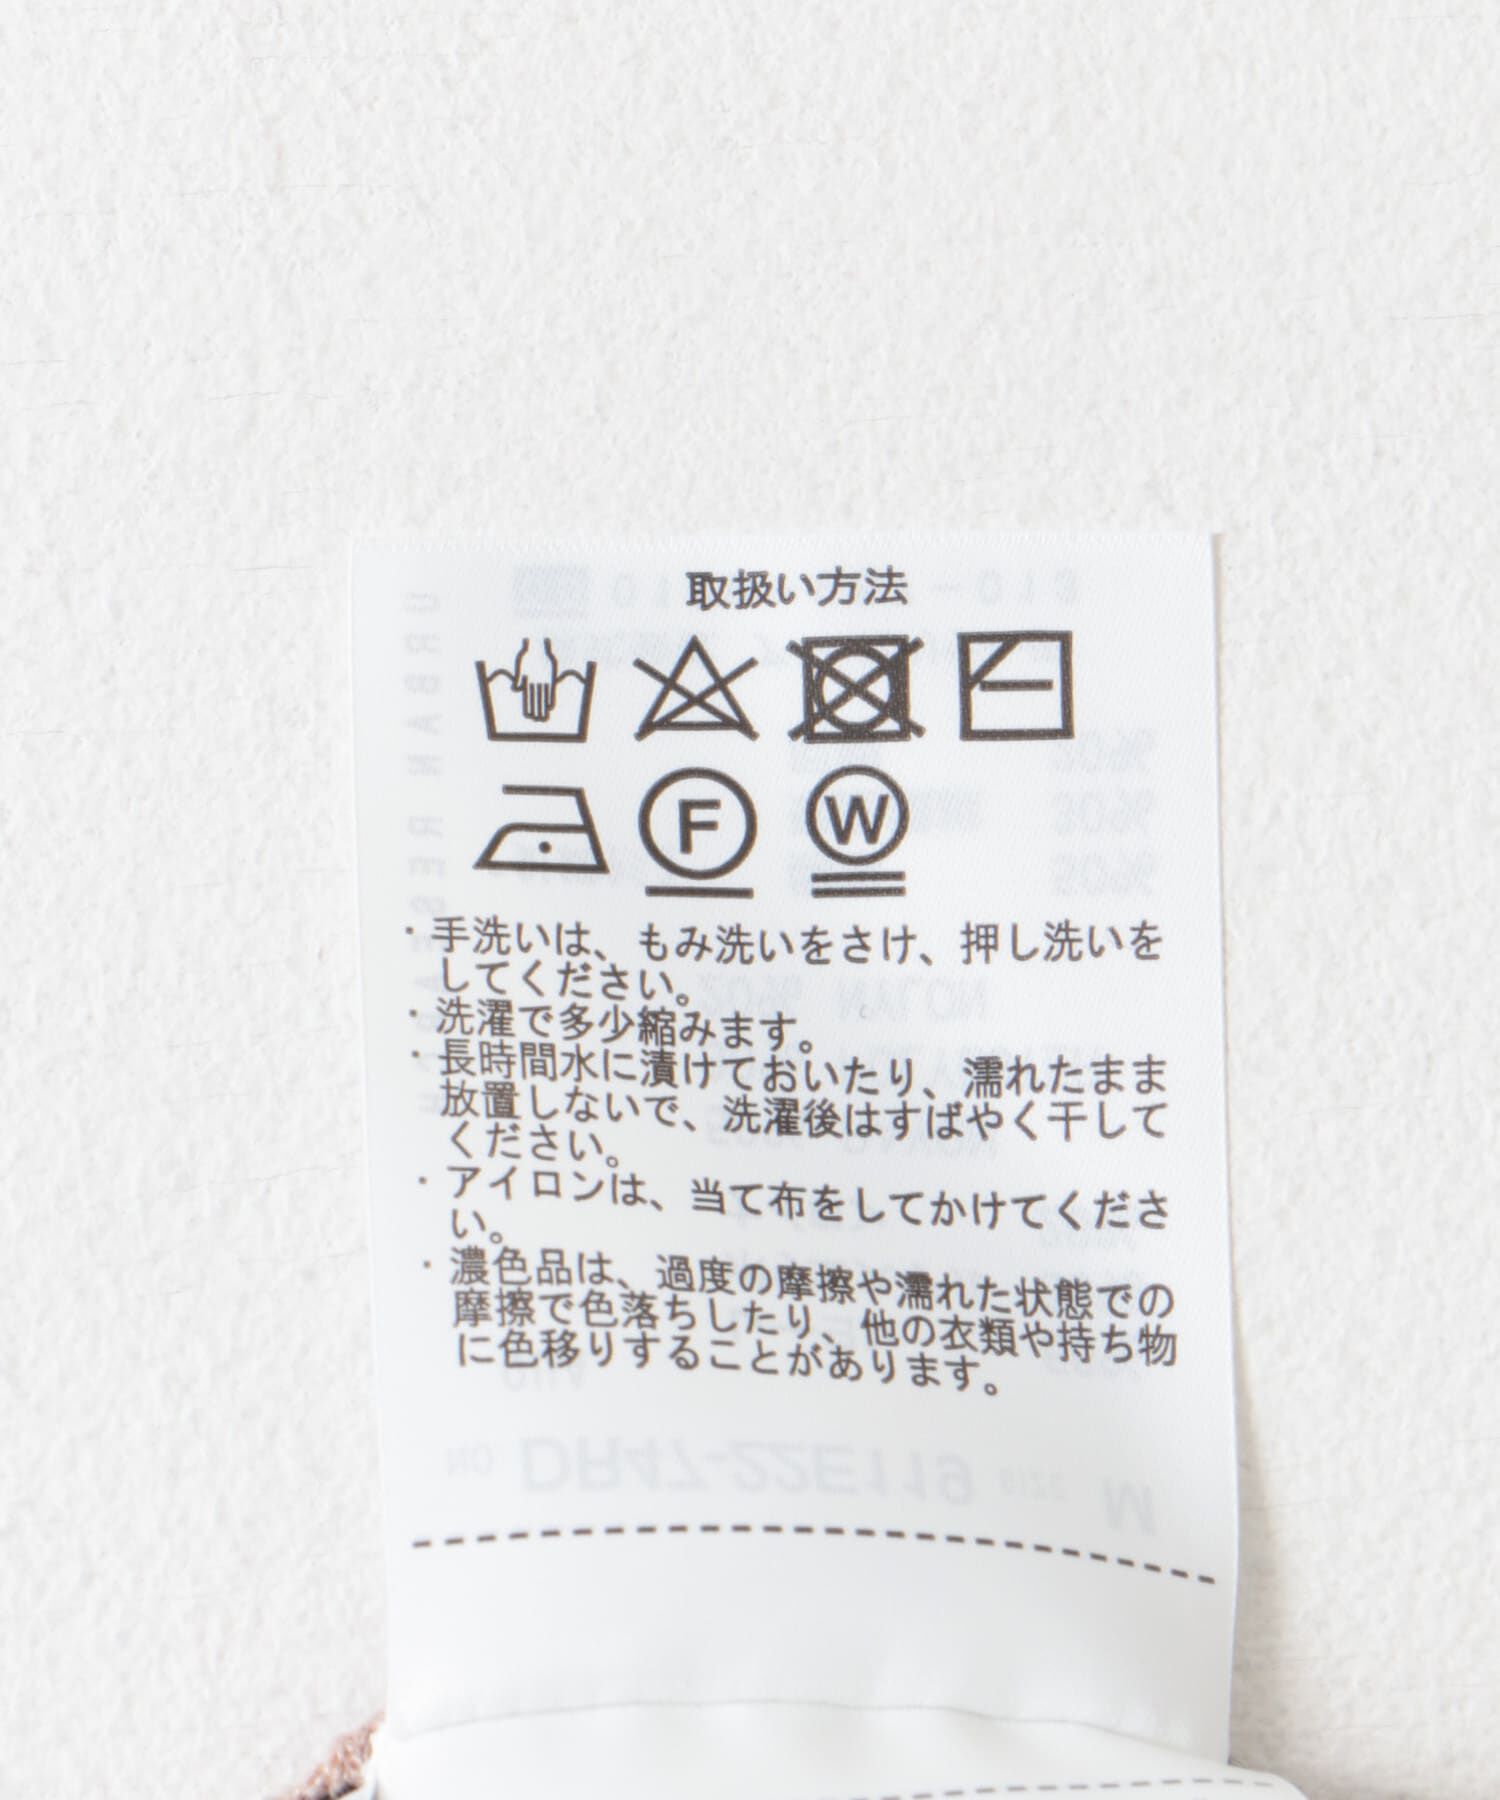 取扱い方法
F W
・手洗いは、もみ洗いをさけ、押し洗いを
してください。
・洗濯で多少縮みます。
・長時間水に漬けておいたり、濡れたまま
放置しないで、洗濯後はすばやく干して
ください。
・アイロンは、当て布をしてかけてくださ
い。
・濃色品は、過度の摩擦や濡れた状態での
摩擦で色落ちしたり、他の衣類や持ち物
に色移りすることがあります。
NO DR47-22E119 SIZE M